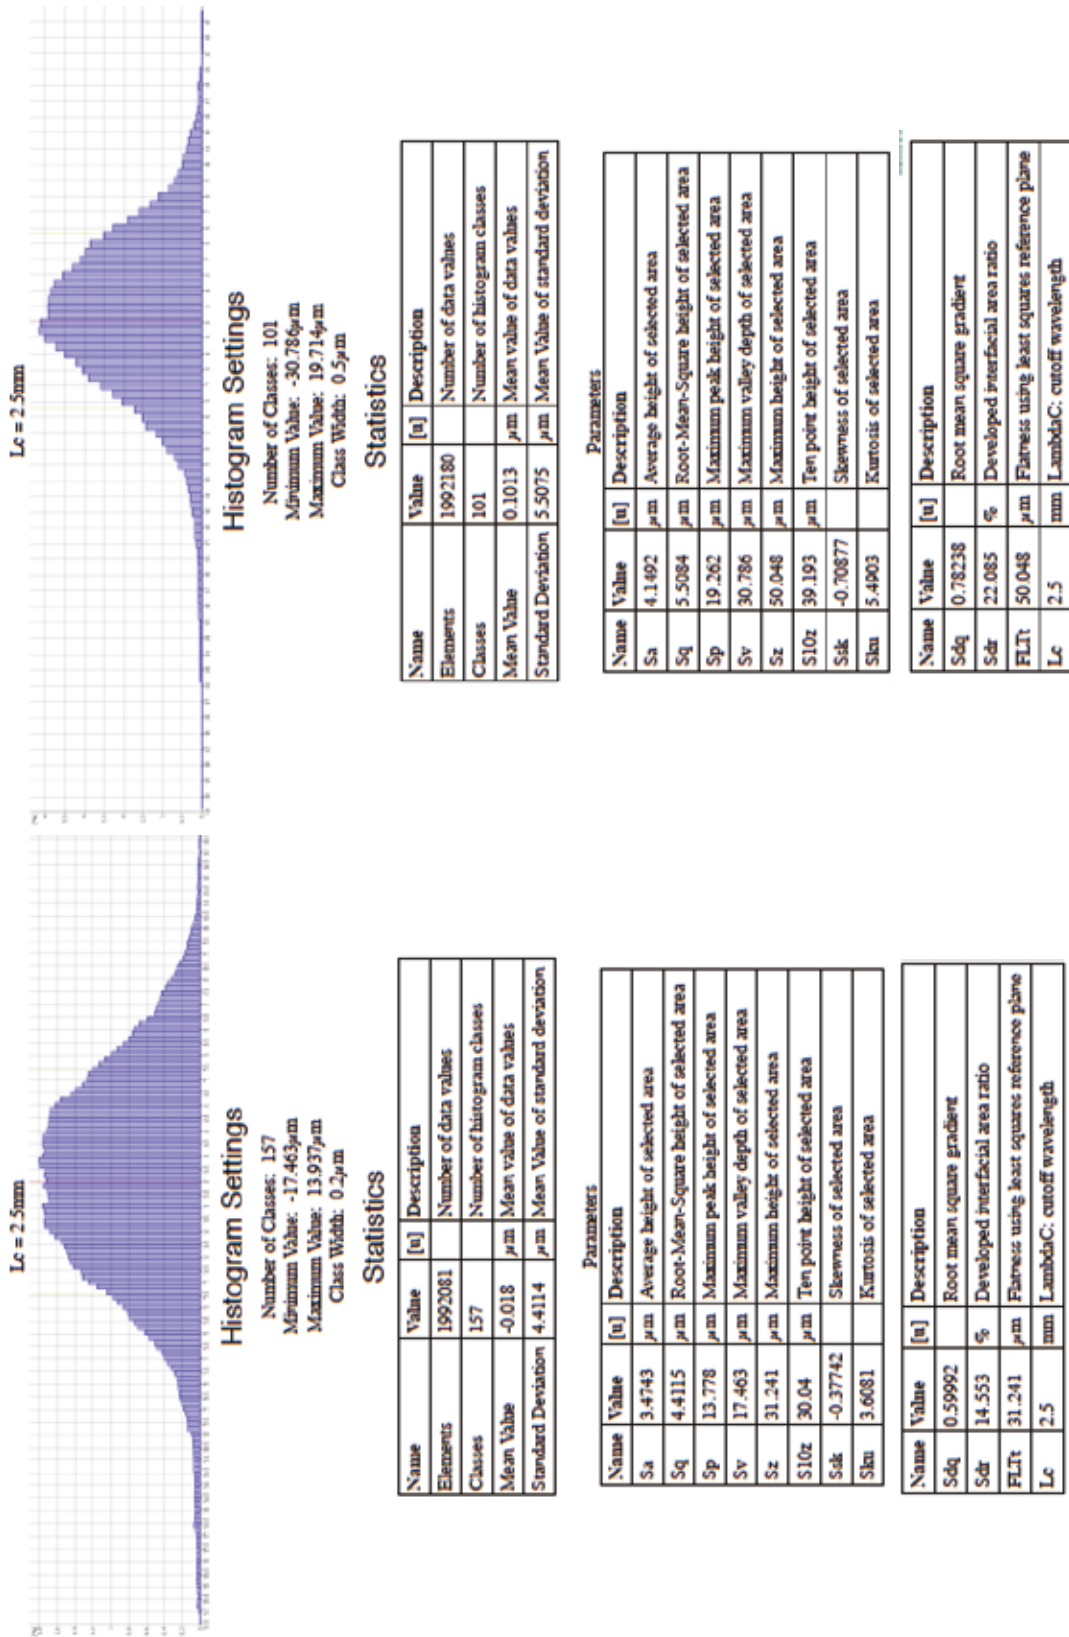 Lc = 2.5mm
Histogram Settings
Number of Classes: 157
Minimum Value: -17.463μm
Maximum Value: 13.937μm
Class Width: 0.2μm
Statistics
Name Value [u] Description
Elements 1992081 Number of data values
Classes 157 Number of histogram classes
Mean Value -0.018 μm Mean value of data values
Standard Deviation 4.4114 μm Mean Value of standard deviation
Parameters
Name Value [u] Description
Sa 3.4743 μm Average height of selected area
Sq 4.4115 μm Root-Mean-Square height of selected area
Sp 13.778 μm Maximum peak height of selected area
Sv 17.463 μm Maximum valley depth of selected area
Sz 31.241 μm Maximum height of selected area
S10z 30.04 μm Ten point height of selected area
Ssk -0.37742 Skewness of selected area
Sku 3.6081 Kurtosis of selected area
Name Value [u] Description
Sdq 0.59992 Root mean square gradient
Sdr 14.553 % Developed interfacial area ratio
FLTt 31.241 μm Flatness using least squares reference plane
Lc 2.5 mm LambdaC: cutoff wavelength
Lc = 2.5mm
Histogram Settings
Number of Classes: 101
Minimum Value: -30.786μm
Maximum Value: 19.714μm
Class Width: 0.5μm
Statistics
Name Value [u] Description
Elements 1992180 Number of data values
Classes 101 Number of histogram classes
Mean Value 0.1013 μm Mean value of data values
Standard Deviation 5.5075 μm Mean Value of standard deviation
Parameters
Name Value [u] Description
Sa 4.1492 μm Average height of selected area
Sq 5.5084 μm Root-Mean-Square height of selected area
Sp 19.262 μm Maximum peak height of selected area
Sv 30.786 μm Maximum valley depth of selected area
Sz 50.048 μm Maximum height of selected area
S10z 39.193 μm Ten point height of selected area
Ssk -0.70877 Skewness of selected area
Sku 5.4903 Kurtosis of selected area
Name Value [u] Description
Sdq 0.78238 Root mean square gradient
Sdr 22.085 % Developed interfacial area ratio
FLTt 50.048 μm Flatness using least squares reference plane
Lc 2.5 mm LambdaC: cutoff wavelength